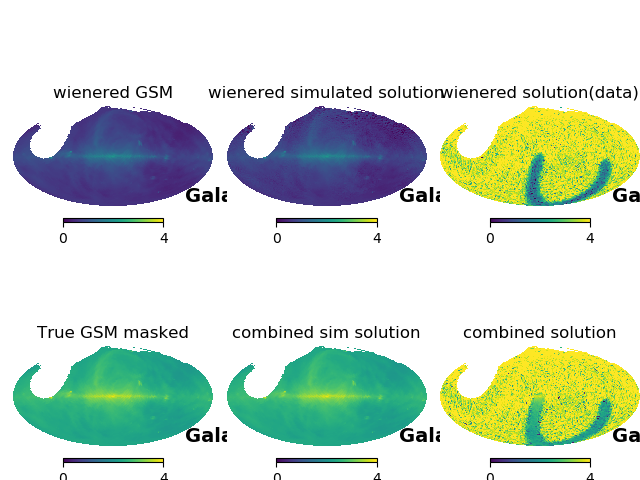 wienered GSM
wienered simulated solution
wienered solution(data)
Gala
Gala
Ga
0 4
0 4
0 4
True GSM masked
combined sim solution
combined solution
Gala
Gala
Ga
0 4
0 4
0 4